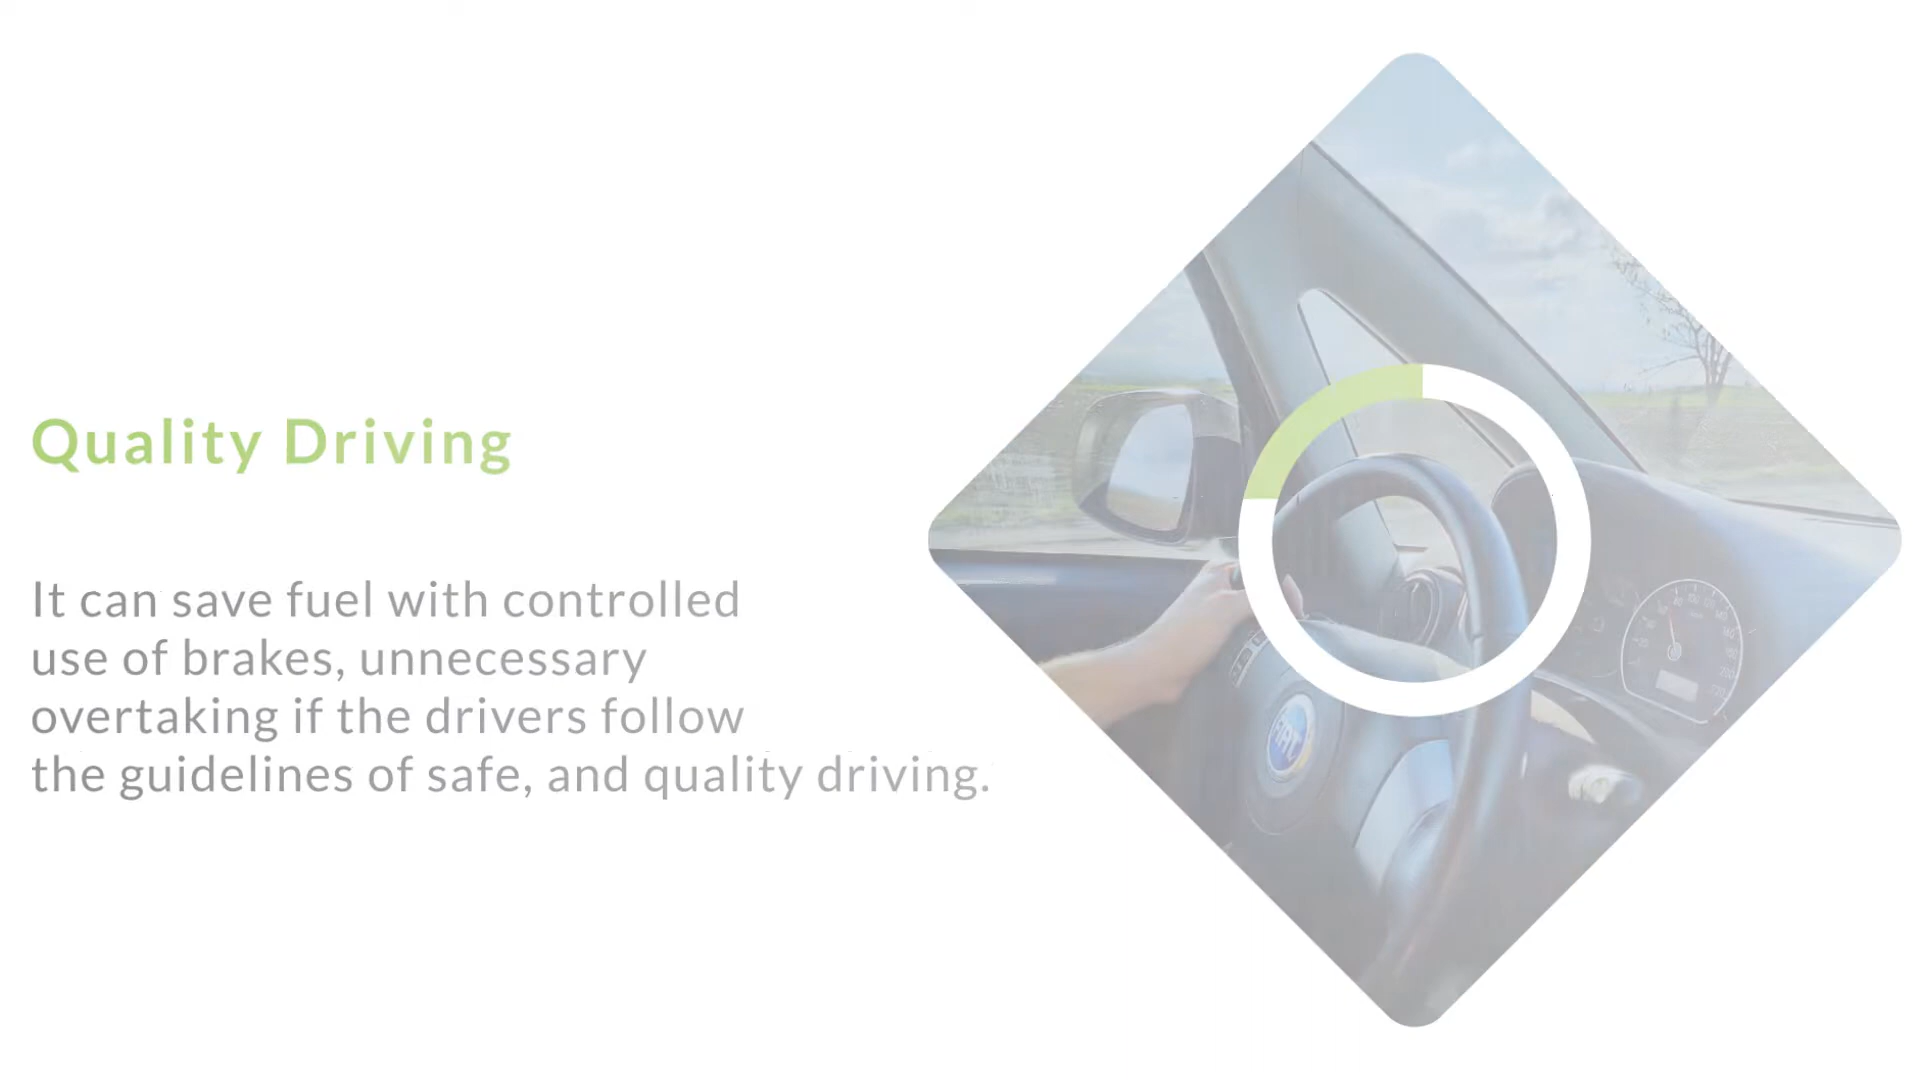 Quality Driving
It can save fuel with controlled
use of brakes, unnecessary
overtaking if the drivers follow
the guidelines of safe, and quality driving.
FIAT